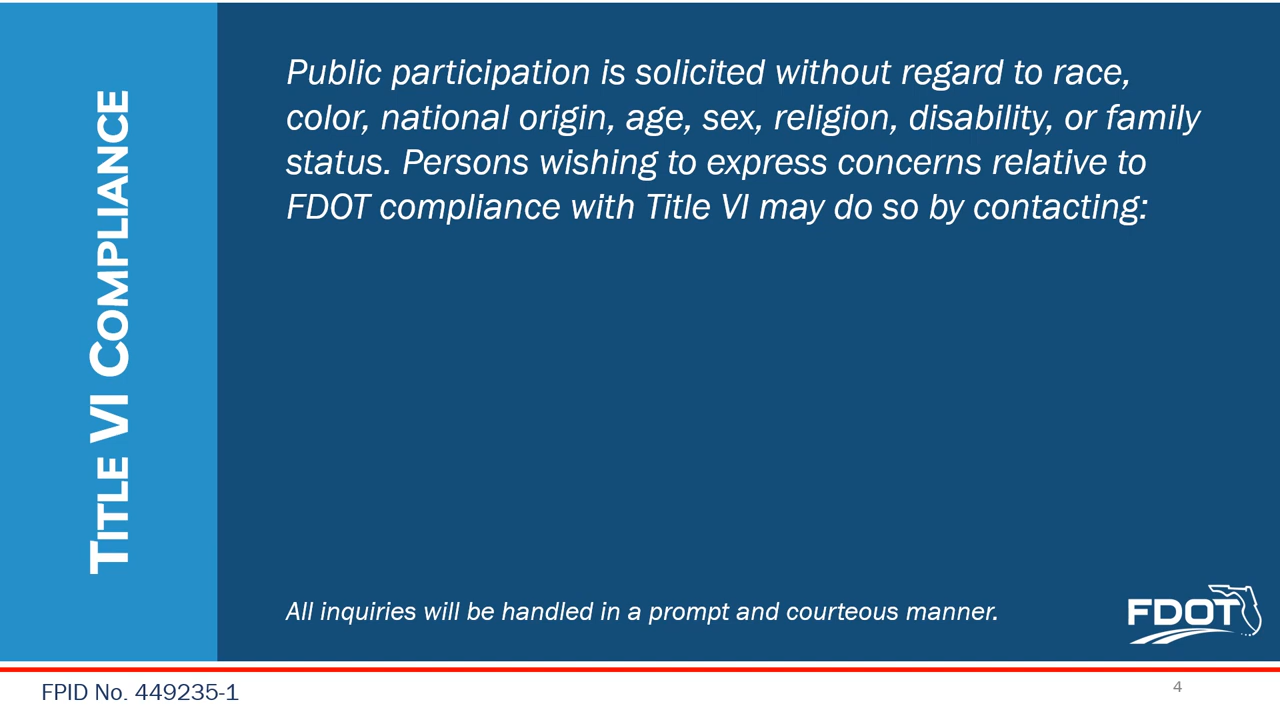 TITLE VI COMPLIANCE
Public participation is solicited without regard to race,
color, national origin, age, sex, religion, disability, or family
status. Persons wishing to express concerns relative to
FDOT compliance with Title VI may do so by contacting:
All inquiries will be handled in a prompt and courteous manner.
FDOT
FPID No. 449235-1
4